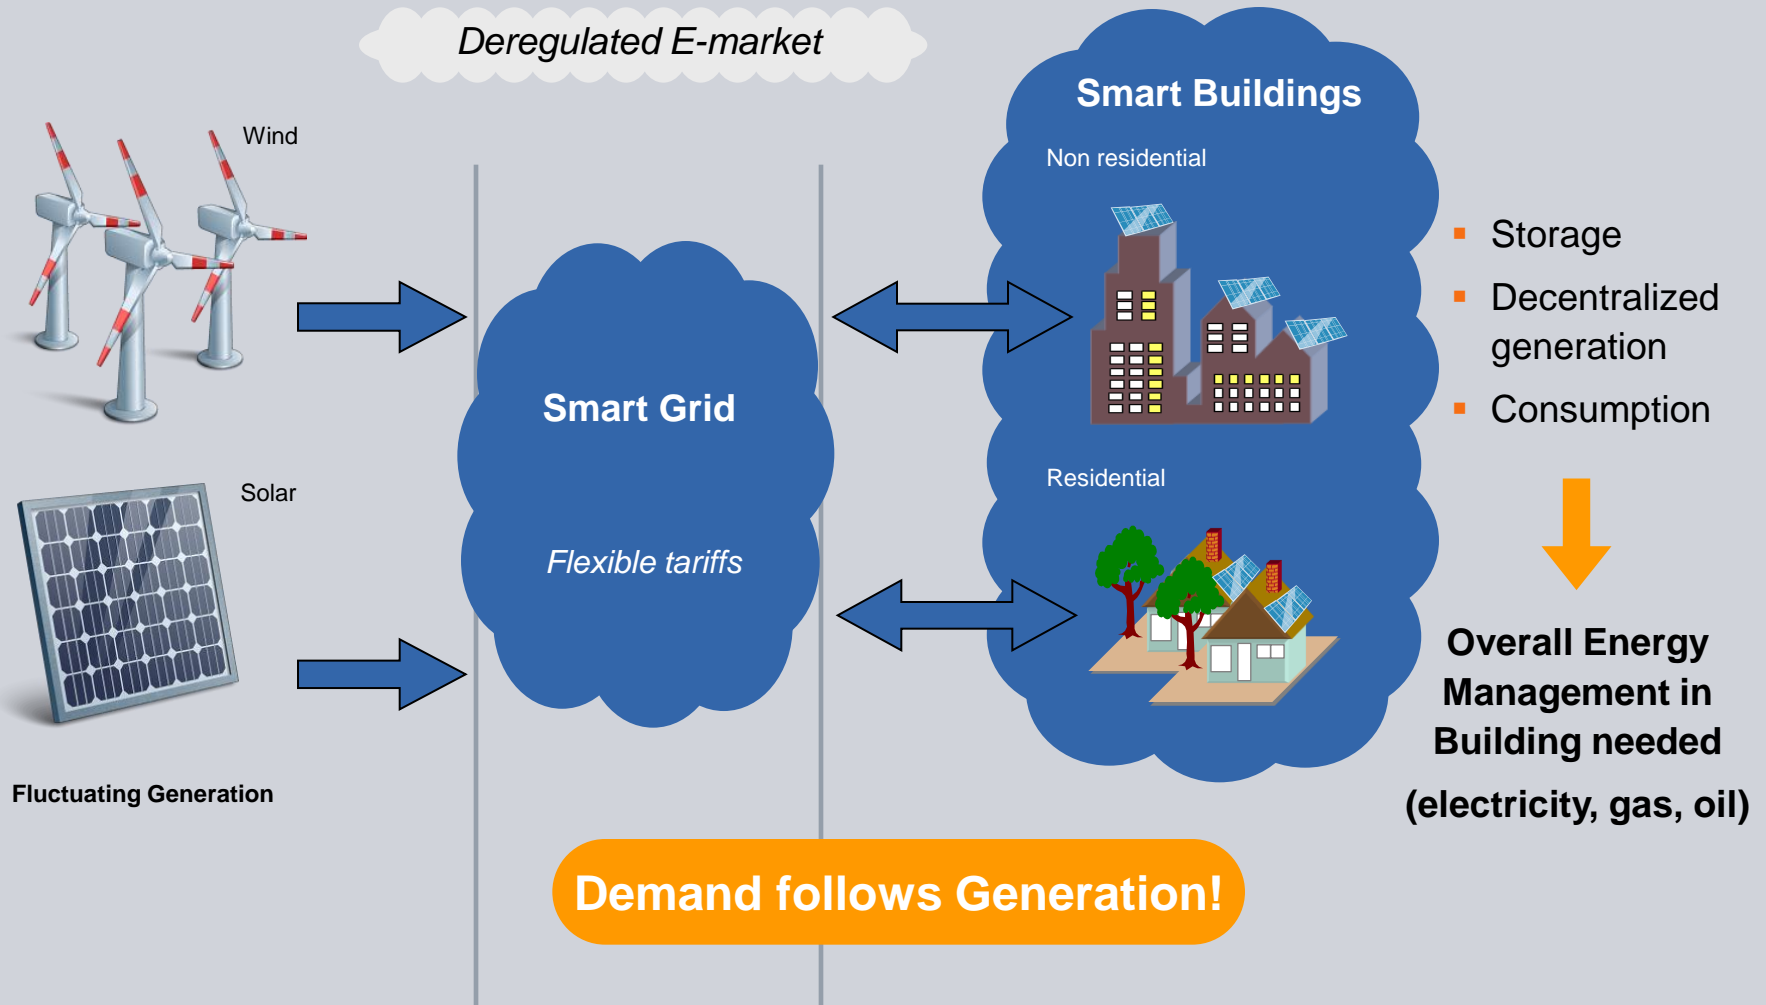 Deregulated E-market
Wind
Solar
Fluctuating Generation
Smart Grid
Flexible tariffs
Smart Buildings
Non residential
Residential
Storage
Decentralized
generation
Consumption
Overall Energy
Management in
Building needed
(electricity, gas, oil)
Demand follows Generation!